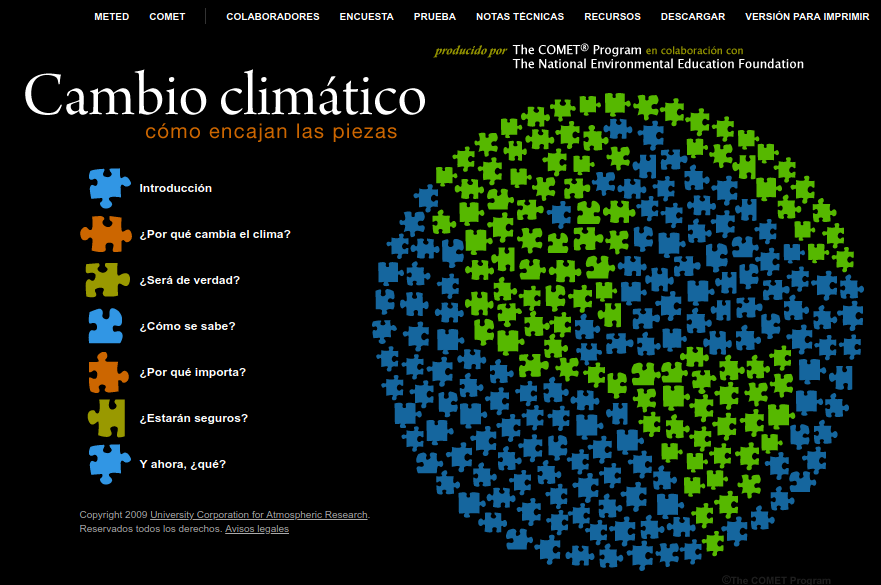 METED COMET COLABORADORES ENCUESTA PRUEBA NOTAS TÉCNICAS RECURSOS DESCARGAR VERSIÓN PARA IMPRIMIR
producido por The COMET® Program en colaboración con
The National Environmental Education Foundation
Cambio climático
cómo encajan las piezas
Introducción
¿Por qué cambia el clima?
¿Será de verdad?
¿Cómo se sabe?
¿Por qué importa?
¿Estarán seguros?
Y ahora, ¿qué?
Copyright 2009 University Corporation for Atmospheric Research.
Reservados todos los derechos. Avisos legales
©The COMET Program